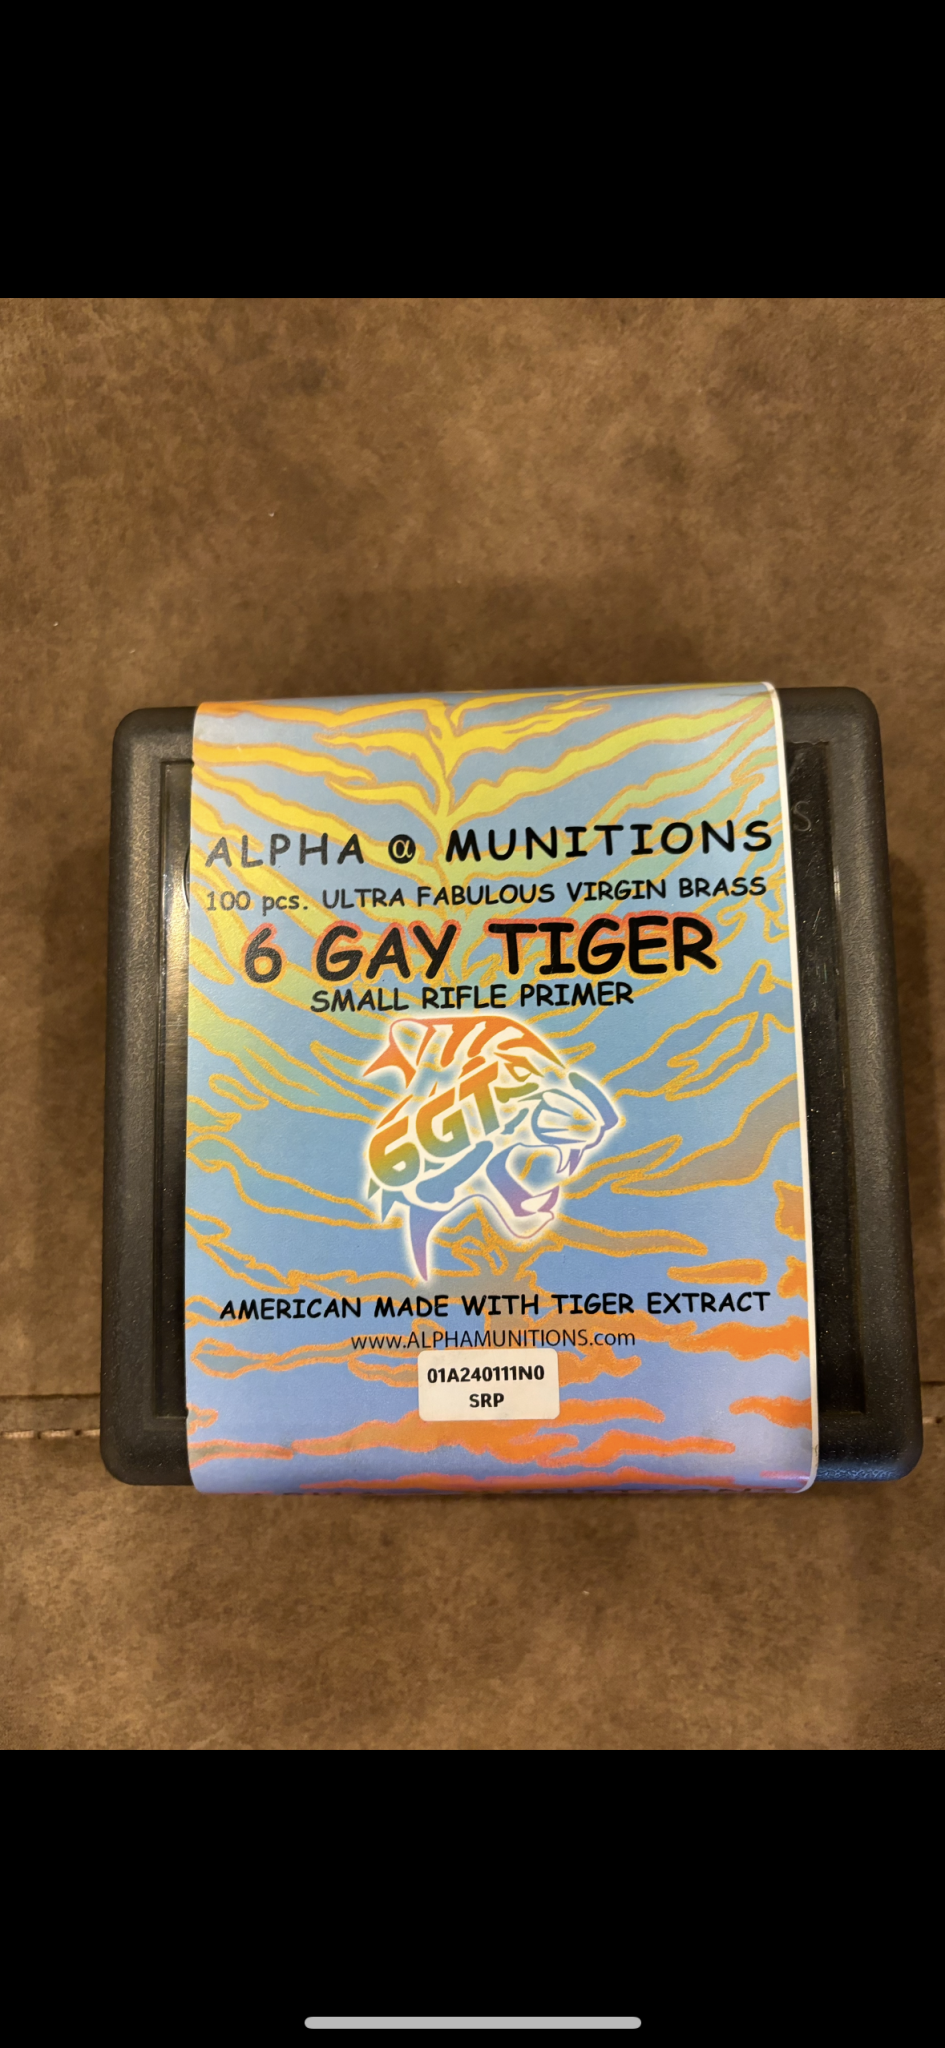 ALPHA α MUNITIONS
100 pcs. ULTRA FABULOUS VIRGIN BRASS
6 GAY TIGER
SMALL RIFLE PRIMER
6GT
AMERICAN MADE WITH TIGER EXTRACT
www.ALPHAMUNITIONS.com
01A240111N0
SRP